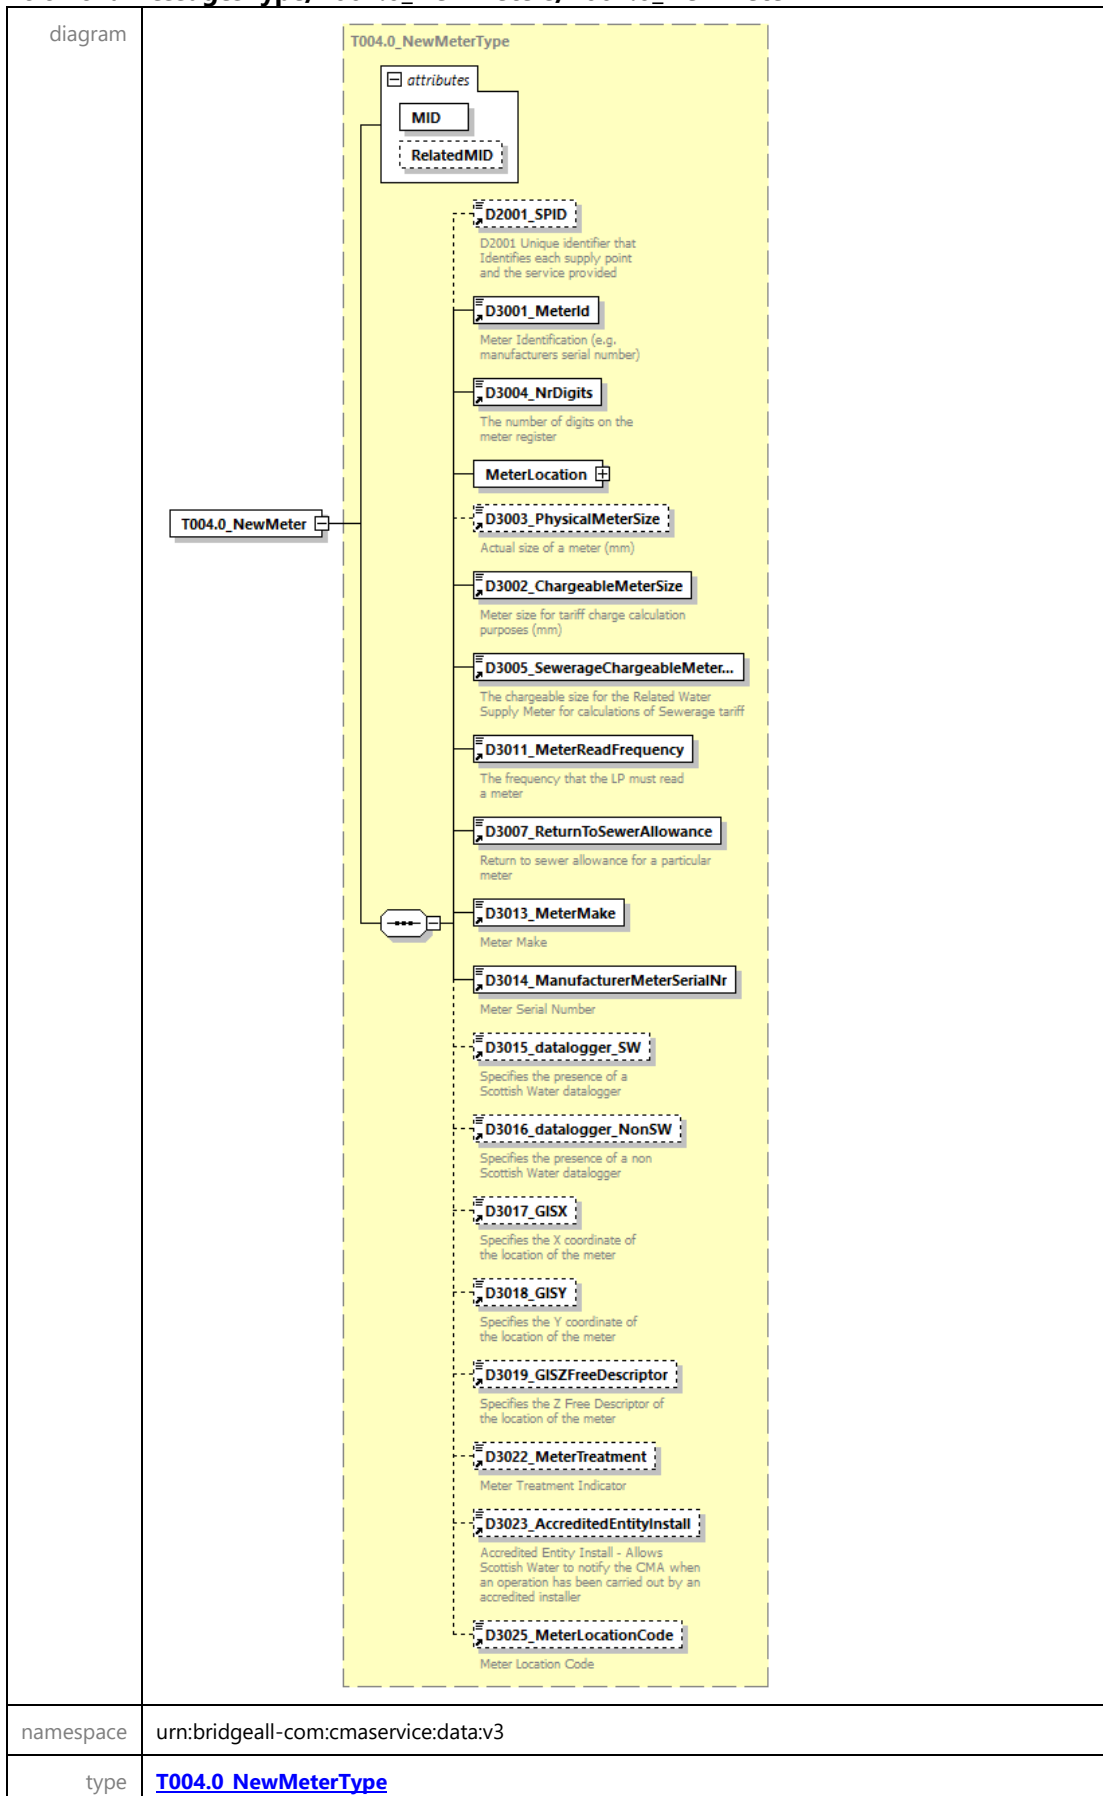 diagram
T004.0_NewMeterType
attributes
MID
RelatedMID
D2001_SPID
D2001 Unique identifier that
Identifies each supply point
and the service provided
D3001_MeterId
Meter Identification (e.g.
manufacturers serial number)
D3004_NrDigits
The number of digits on the
meter register
MeterLocation
T004.0_NewMeter
D3003_PhysicalMeterSize
Actual size of a meter (mm)
D3002_ChargeableMeterSize
Meter size for tariff charge calculation
purposes (mm)
D3005_SewerageChargeableMeter...
The chargeable size for the Related Water
Supply Meter for calculations of Sewerage tariff
D3011_MeterReadFrequency
The frequency that the LP must read
a meter
D3007_ReturnToSewerAllowance
Return to sewer allowance for a particular
meter
D3013_MeterMake
Meter Make
D3014_ManufacturerMeterSerialNr
Meter Serial Number
D3015_datalogger_SW
Specifies the presence of a
Scottish Water datalogger
D3016_datalogger_NonSW
Specifies the presence of a non
Scottish Water datalogger
D3017_GISX
Specifies the X coordinate of
the location of the meter
D3018_GISY
Specifies the Y coordinate of
the location of the meter
D3019_GISZFreeDescriptor
Specifies the Z Free Descriptor of
the location of the meter
D3022_MeterTreatment
Meter Treatment Indicator
D3023_AccreditedEntityInstall
Accredited Entity Install - Allows
Scottish Water to notify the CMA when
an operation has been carried out by an
accredited installer
D3025_MeterLocationCode
Meter Location Code
namespace
urn:bridgeall-com:cmaservice:data:v3
type
T004.0_NewMeterType